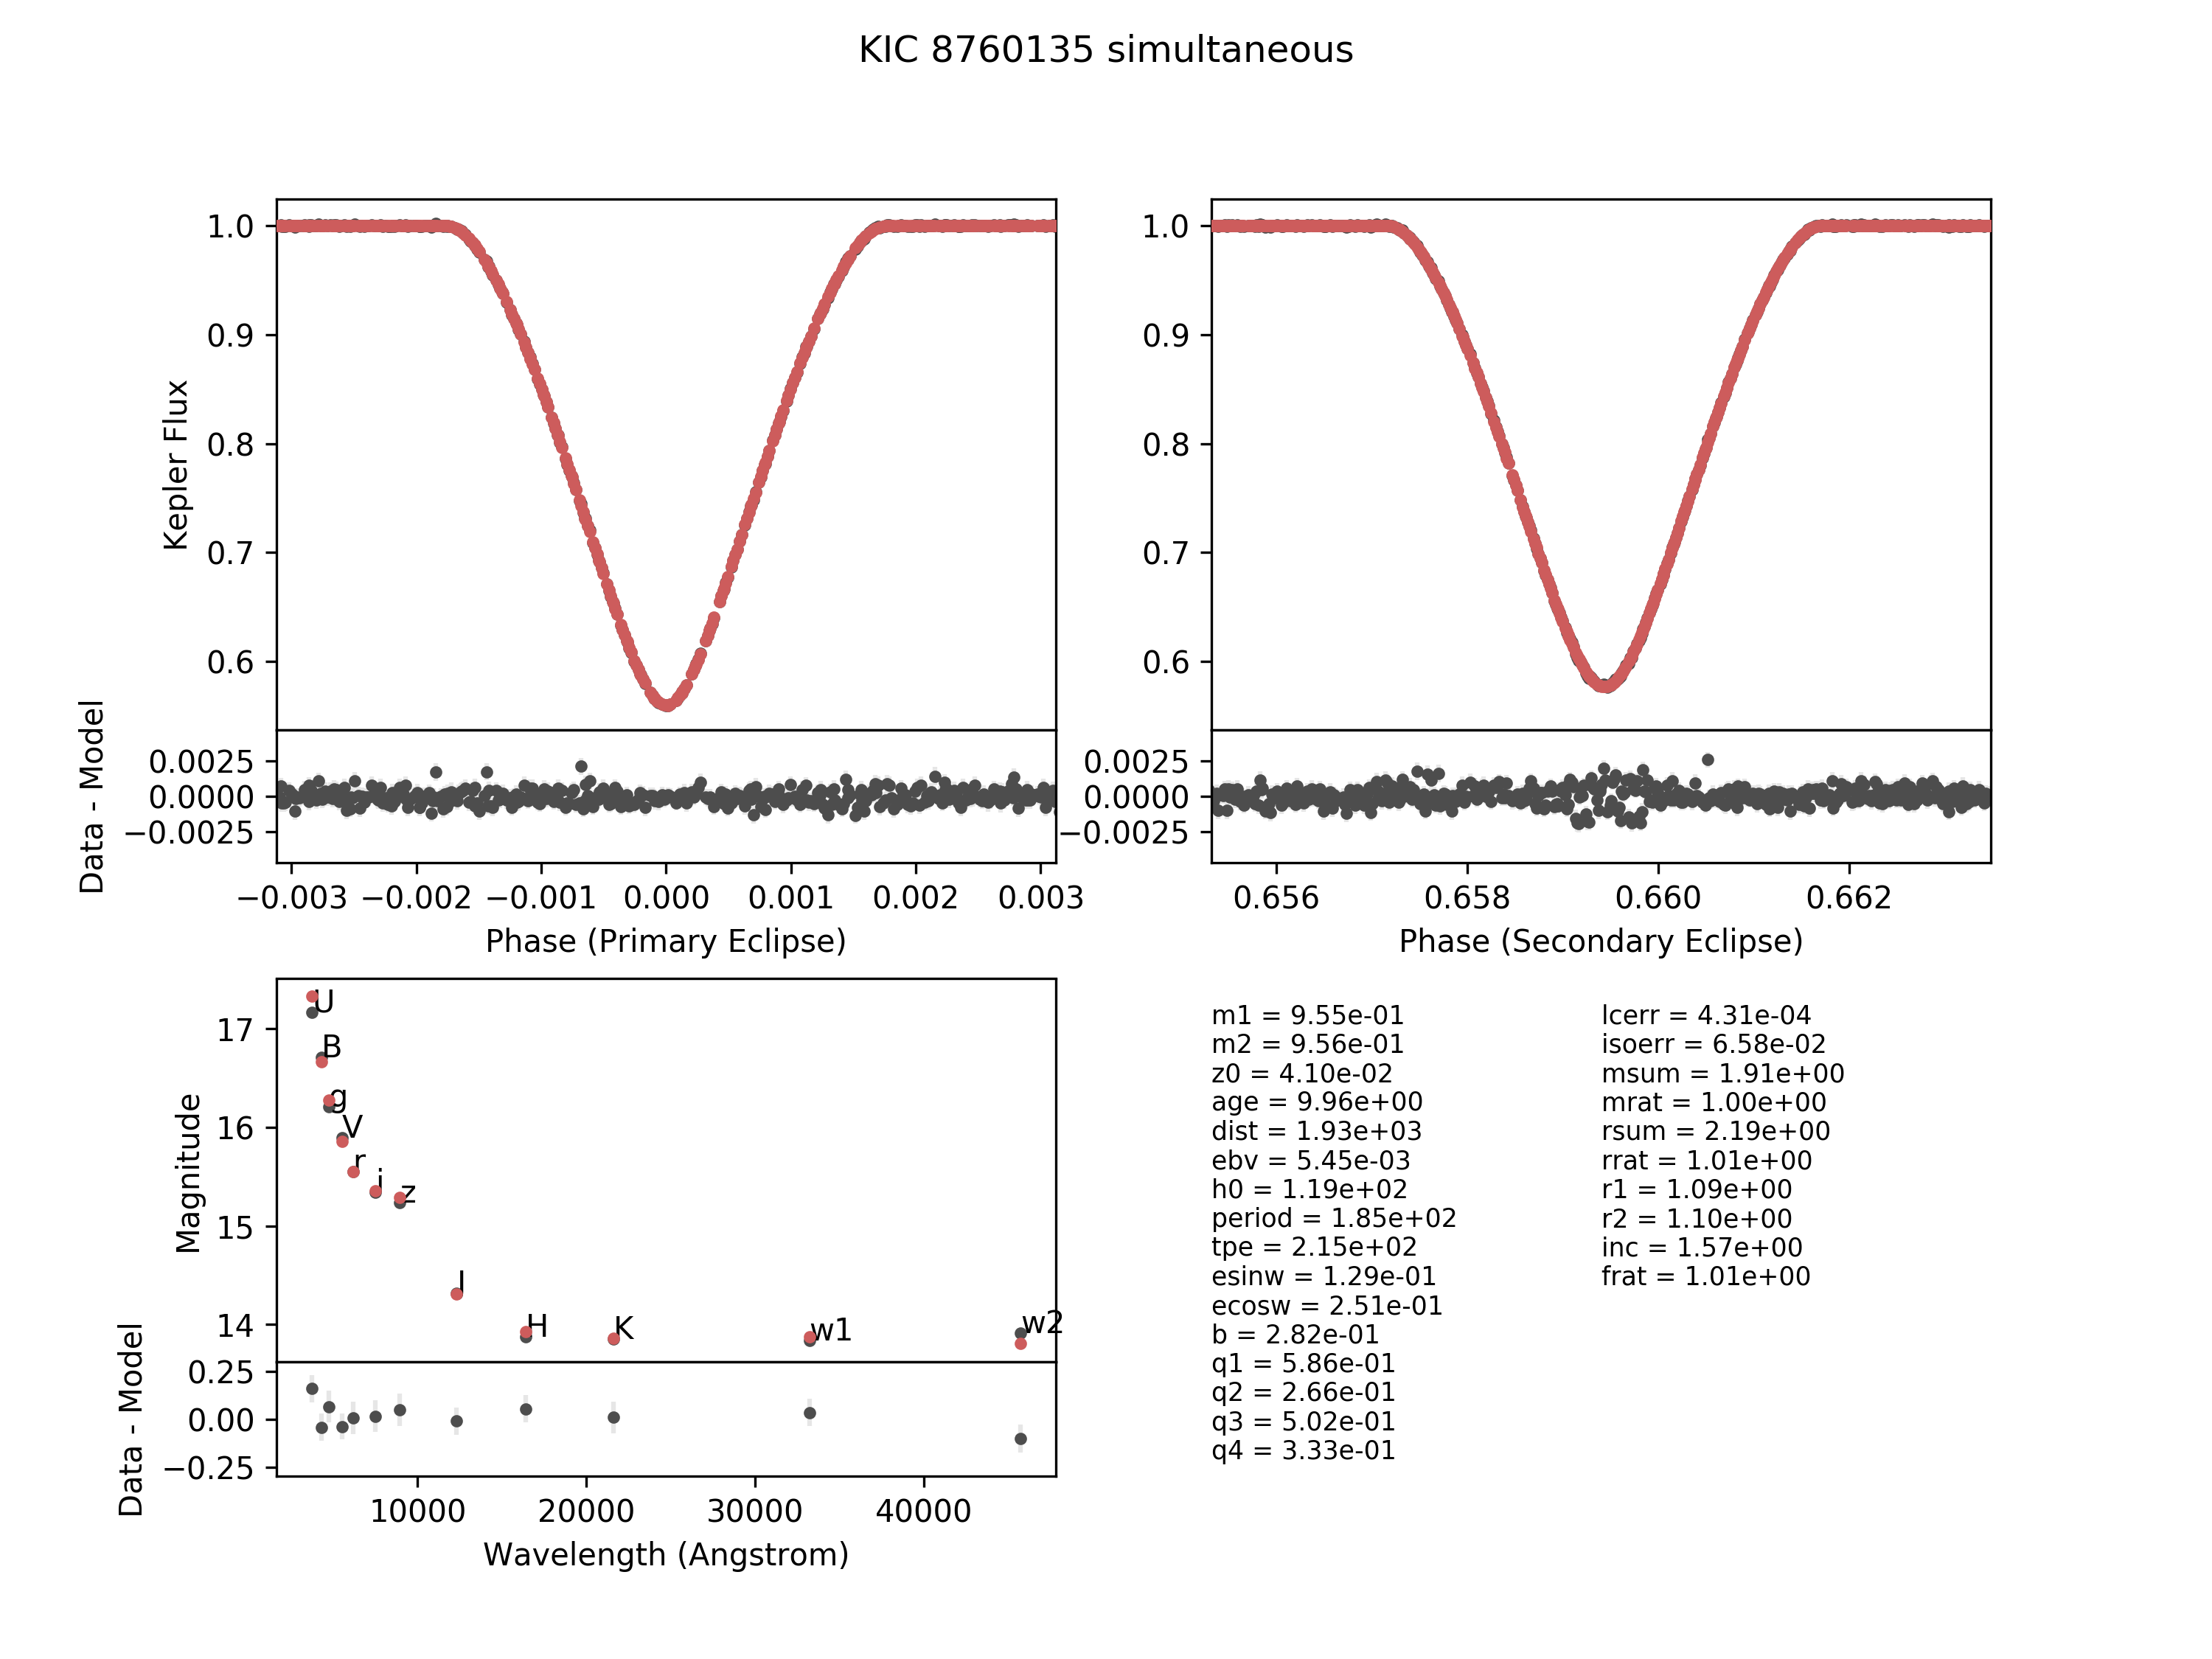 KIC 8760135 simultaneous
Kepler Flux
1.0
0.9
0.8
0.7
0.6
1.0
0.9
0.8
0.7
0.6
Data - Model
0.0025
0.0000
−0.0025
0.0025
0.0000
−0.0025
−0.003 −0.002 −0.001 0.000 0.001 0.002 0.003
Phase (Primary Eclipse)
0.656 0.658 0.660 0.662
Phase (Secondary Eclipse)
Magnitude
17
16
15
14
U
B
g
V
r
i
z
J
H
K
w1
w2
Data - Model
0.25
0.00
−0.25
10000 20000 30000 40000
Wavelength (Angstrom)
m1 = 9.55e-01
m2 = 9.56e-01
z0 = 4.10e-02
age = 9.96e+00
dist = 1.93e+03
ebv = 5.45e-03
h0 = 1.19e+02
period = 1.85e+02
tpe = 2.15e+02
esinw = 1.29e-01
ecosw = 2.51e-01
b = 2.82e-01
q1 = 5.86e-01
q2 = 2.66e-01
q3 = 5.02e-01
q4 = 3.33e-01
lcerr = 4.31e-04
isoerr = 6.58e-02
msum = 1.91e+00
mrat = 1.00e+00
rsum = 2.19e+00
rrat = 1.01e+00
r1 = 1.09e+00
r2 = 1.10e+00
inc = 1.57e+00
frat = 1.01e+00